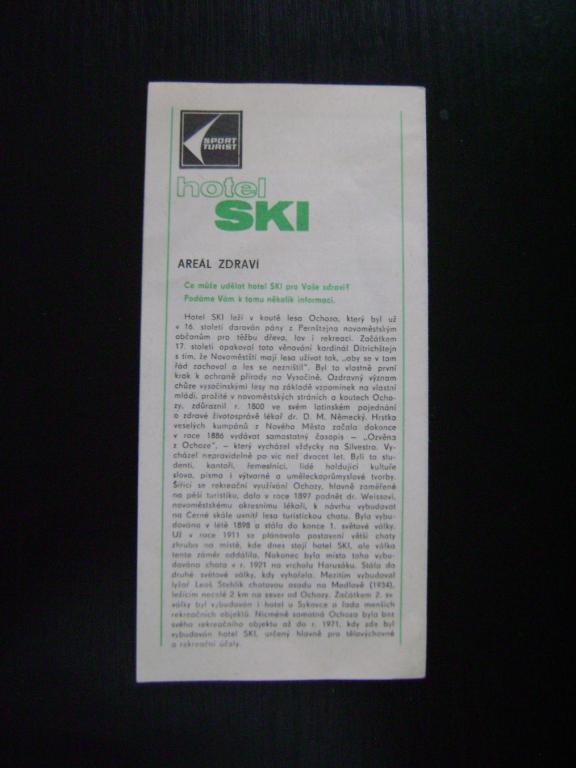 SPORT
TURIST
hotel
SKI
AREÁL ZDRAVÍ
Co může udělat hotel SKI pro Vaše zdraví?
Podáme Vám k tomu několik informací.
Hotel SKI leží v koutě lesa Ochoza, který byl už
v 16. století darován pány z Pernštejna novoměstským
občanům pro těžbu dřeva, lov i rekreaci. Začátkem
17. století opakoval toto věnování kardinál Ditrichštejn
s tím, že Novoměstští mají lesa užívat tak, „aby se v tom
řád zachoval a les se nezništil“. Byl to vlastně první
krok k ochraně přírody na Vysočině. Ozdravný význam
chůze vysočinskými lesy na základě vzpomínek na vlastní
mládí, prožité v novoměstských stráních a koutech Ocho-
zy, zdůraznil r. 1800 ve svém latinském pojednání
o zdravé životosprávě lékař dr. D. M. Německý. Hrstka
veselých kumpánů z Nového Města začala dokonce
v roce 1886 vydávat samostatný časopis – „Ozvěna
z Ochoze“, – který vycházel vždycky na Silvestra. Vy-
cházel nepravidelně po víc než dvacet let. Byli to stu-
denti, kantoři, řemeslníci, lidé holdující kultuře
slova, písma i výtvarné a uměleckoprůmyslové tvorby.
Šířící se rekreační využívání Ochozy, hlavně zaměřené
na pěší turistiku, dalo v roce 1897 podnět dr. Weissovi,
novoměstskému okresnímu lékaři, k návrhu vybudovat
na Černé skále uvnitř lesa turistickou chatu. Byla vybu-
dována v létě 1898 a stála do konce 1. světové války.
Už v roce 1911 se plánovalo postavení větší chaty
zhruba na místě, kde dnes stojí hotel SKI, ale válka
tento záměr oddálila. Nakonec byla místo toho vybu-
dována chata v r. 1921 na vrcholu Harusáku. Stála do
druhé světové války, kdy vyhořela. Mezitím vybudoval
lyžař Leoš Stehlík chatovou osadu na Medlově (1934),
ležícím necelé 2 km na sever od Ochozy. Začátkem 2. sv.
války byl vybudován i hotel u Sykovce a řada menších
rekreačních objektů. Nicméně samotná Ochoza byla bez
svého rekreačního objektu až do r. 1971, kdy zde byl
vybudován hotel SKI, určený hlavně pro tělovýchovné
a rekreační účely.